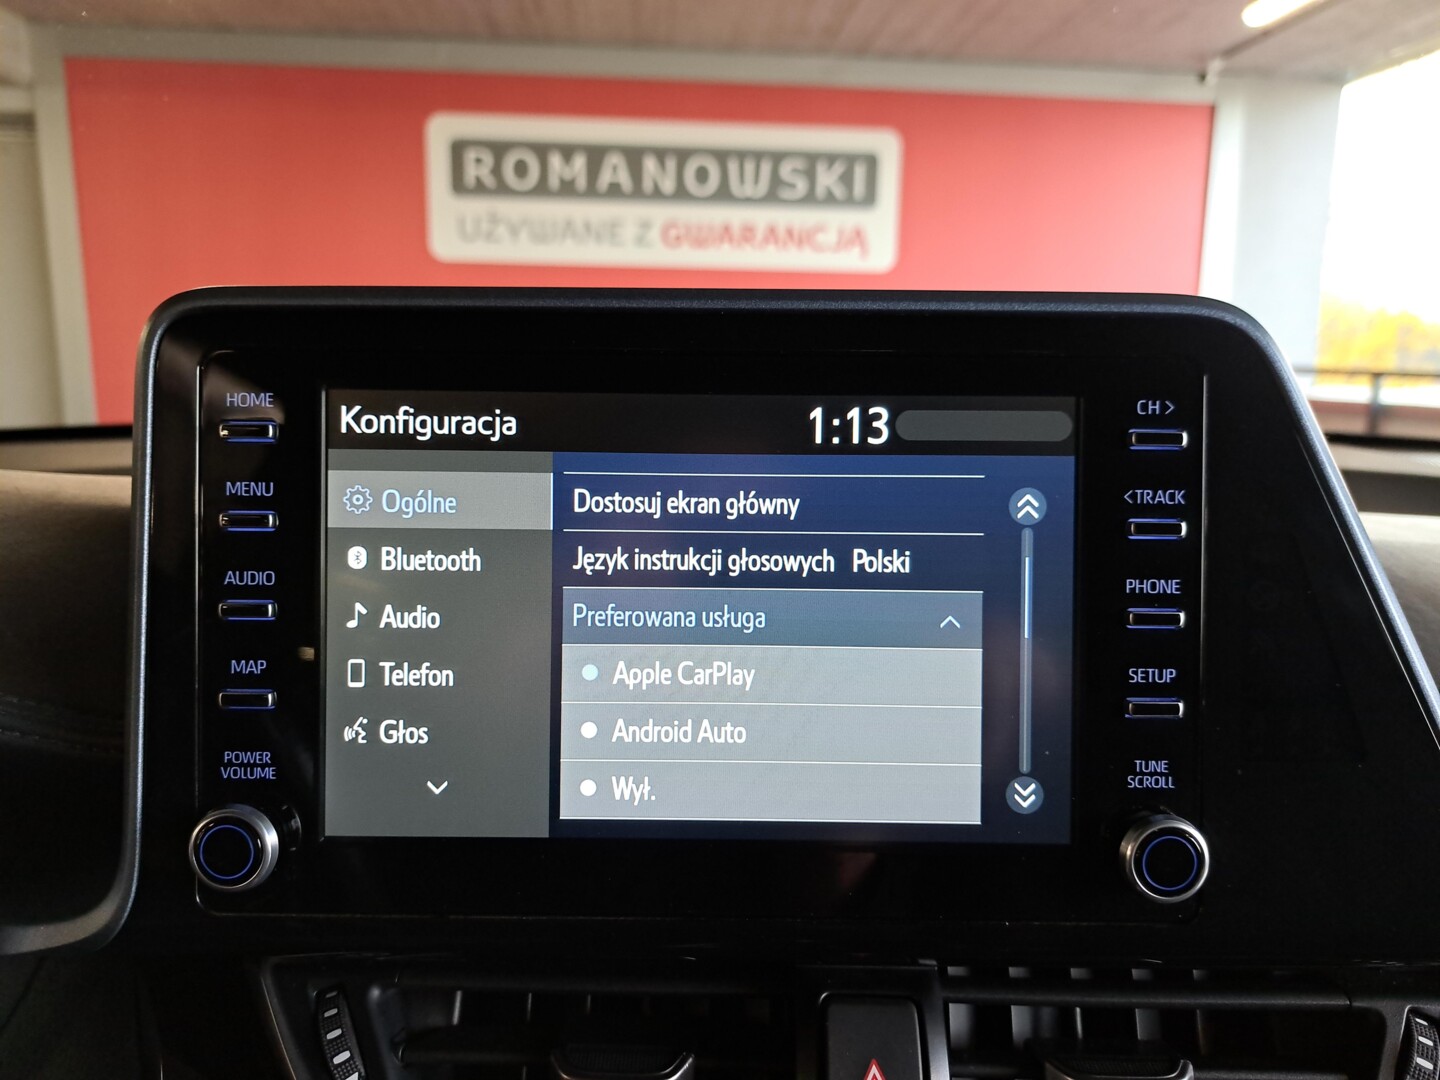 ROMANOWSKI
UŻYWANE Z GWARANCJĄ
HOME
MENU
AUDIO
MAP
POWER
VOLUME
Konfiguracja
1:13
Ogólne
Bluetooth
Audio
Telefon
Głos
Dostosuj ekran główny
Język instrukcji głosowych Polski
Preferowana usługa
Apple CarPlay
Android Auto
Wył.
CH >
< TRACK
PHONE
SETUP
TUNE
SCROLL